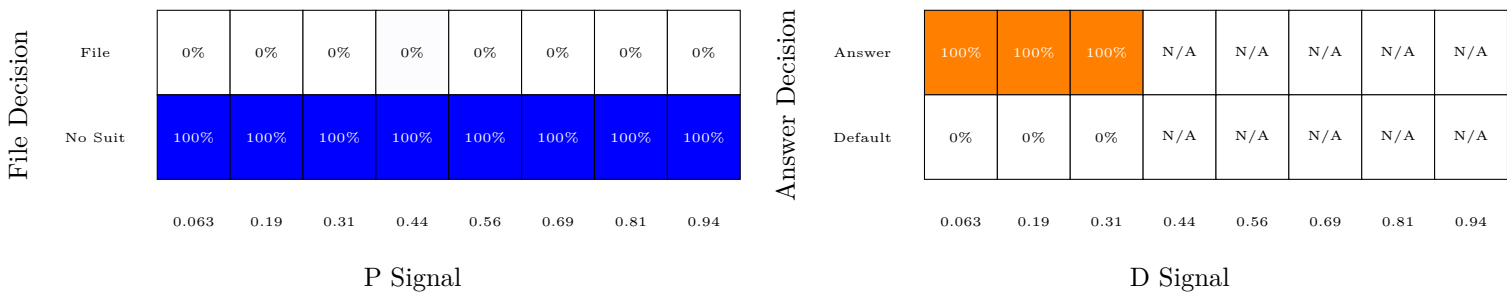 File Decision
File 0% 0% 0% 0% 0% 0% 0% 0%
No Suit 100% 100% 100% 100% 100% 100% 100% 100%
0.063 0.19 0.31 0.44 0.56 0.69 0.81 0.94
P Signal
Answer Decision
Answer 100% 100% 100% N/A N/A N/A N/A N/A
Default 0% 0% 0% N/A N/A N/A N/A N/A
0.063 0.19 0.31 0.44 0.56 0.69 0.81 0.94
D Signal